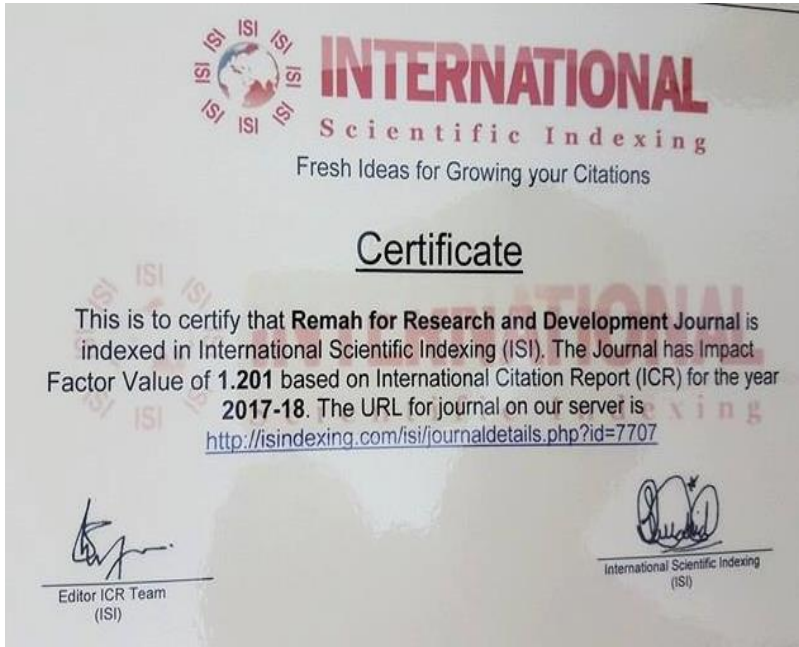 ISI ISI ISI ISI ISI ISI ISI ISI
INTERNATIONAL
Scientific Indexing
Fresh Ideas for Growing your Citations
Certificate
This is to certify that Remah for Research and Development Journal is
indexed in International Scientific Indexing (ISI). The Journal has Impact
Factor Value of 1.201 based on International Citation Report (ICR) for the year
2017-18. The URL for journal on our server is
http://isindexing.com/isi/journaldetails.php?id=7707
Editor ICR Team
(ISI)
International Scientific Indexing
(ISI)